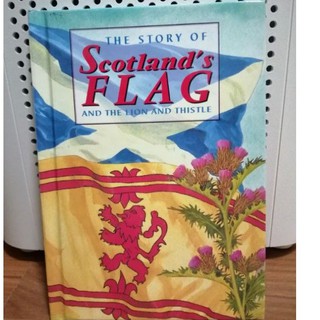 THE STORY OF
Scotland's
FLAG
AND THE LION AND THISTLE